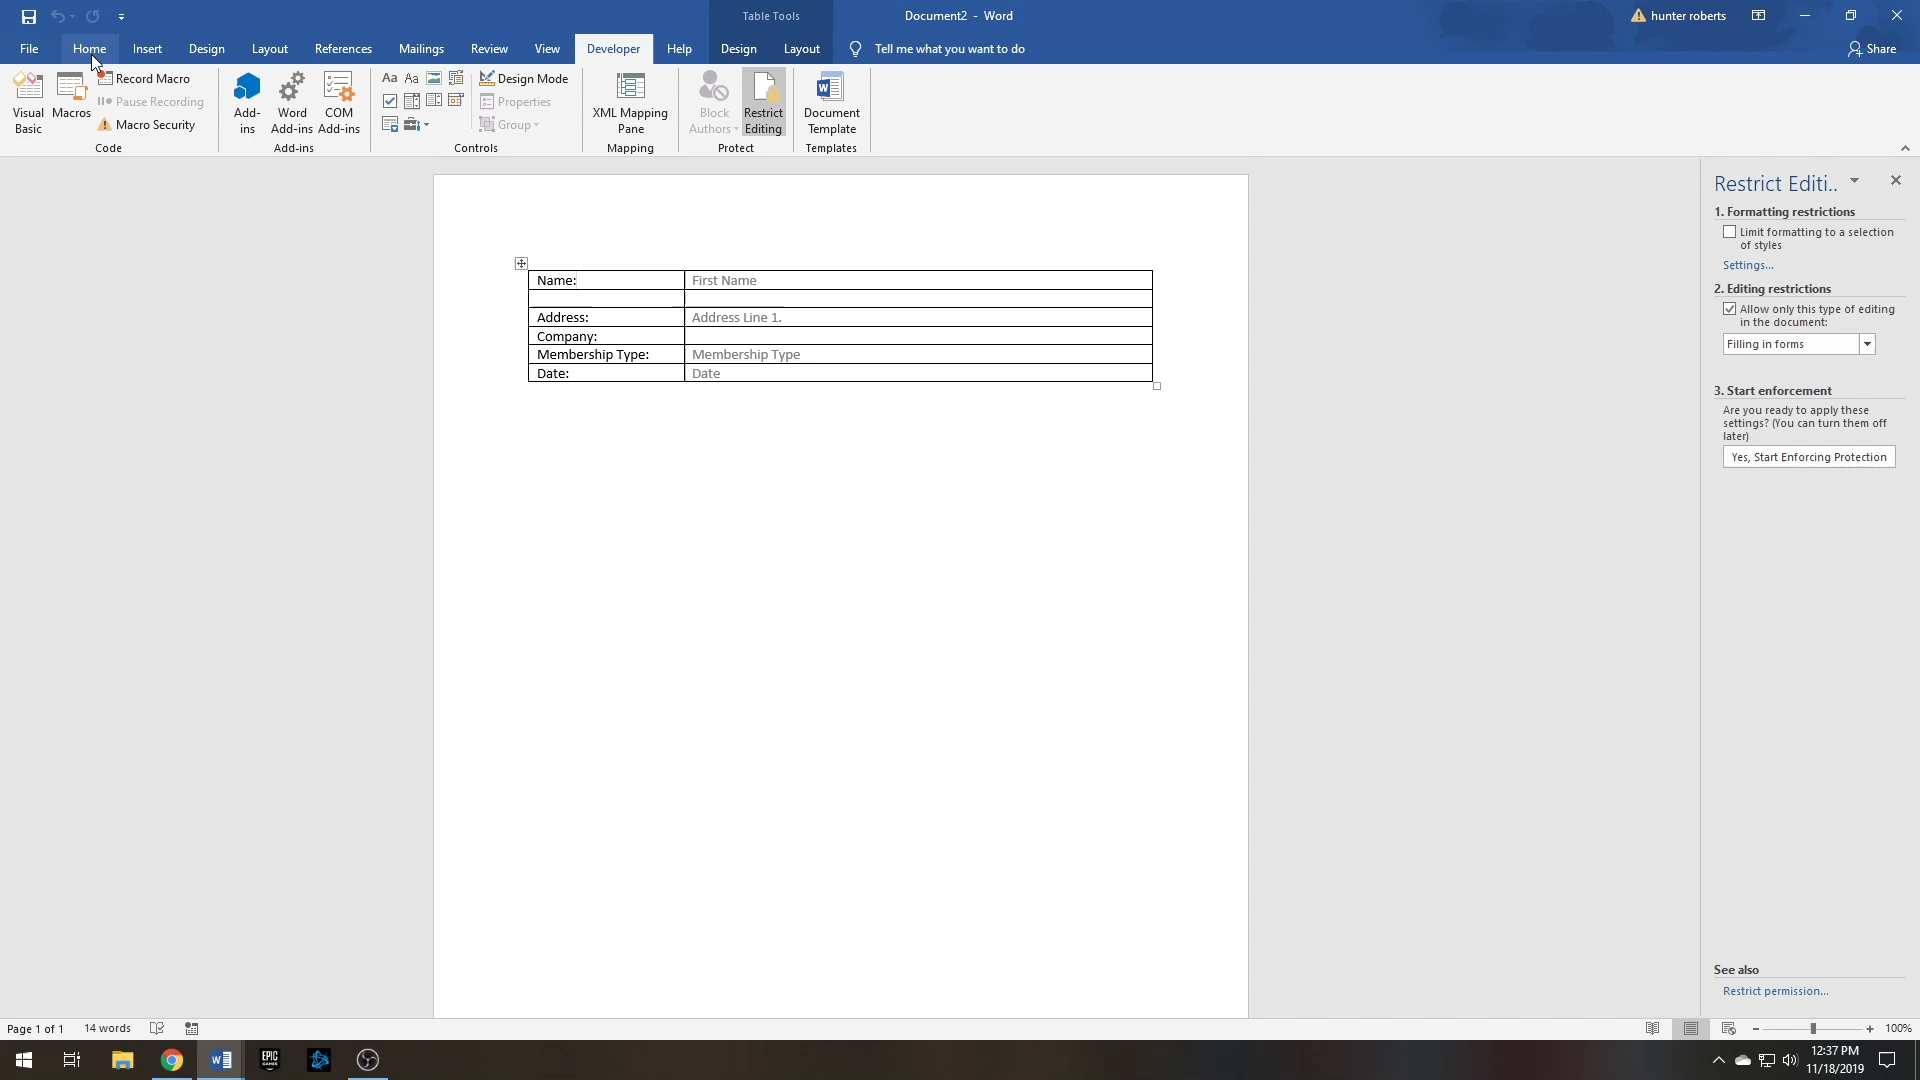 Table Tools
Document2 - Word
hunter roberts
File
Home
Insert
Design
Layout
References
Mailings
Review
View
Developer
Help
Design
Layout
Tell me what you want to do
Share
Visual
Basic
Macros
Record Macro
Pause Recording
Macro Security
Code
Add-
ins
Word
Add-ins
COM
Add-ins
Add-ins
Aa
Aa
Design Mode
Properties
Group
Controls
XML Mapping
Pane
Mapping
Block
Authors
Restrict
Editing
Protect
Document
Template
Templates
Name:
First Name
Address:
Address Line 1.
Company:
Membership Type:
Membership Type
Date:
Date
Restrict Editi..
1. Formatting restrictions
Limit formatting to a selection
of styles
Settings...
2. Editing restrictions
Allow only this type of editing
in the document:
Filling in forms
3. Start enforcement
Are you ready to apply these
settings? (You can turn them off
later)
Yes, Start Enforcing Protection
See also
Restrict permission...
Page 1 of 1
14 words
100%
EPIC
GAMES
12:37 PM
11/18/2019